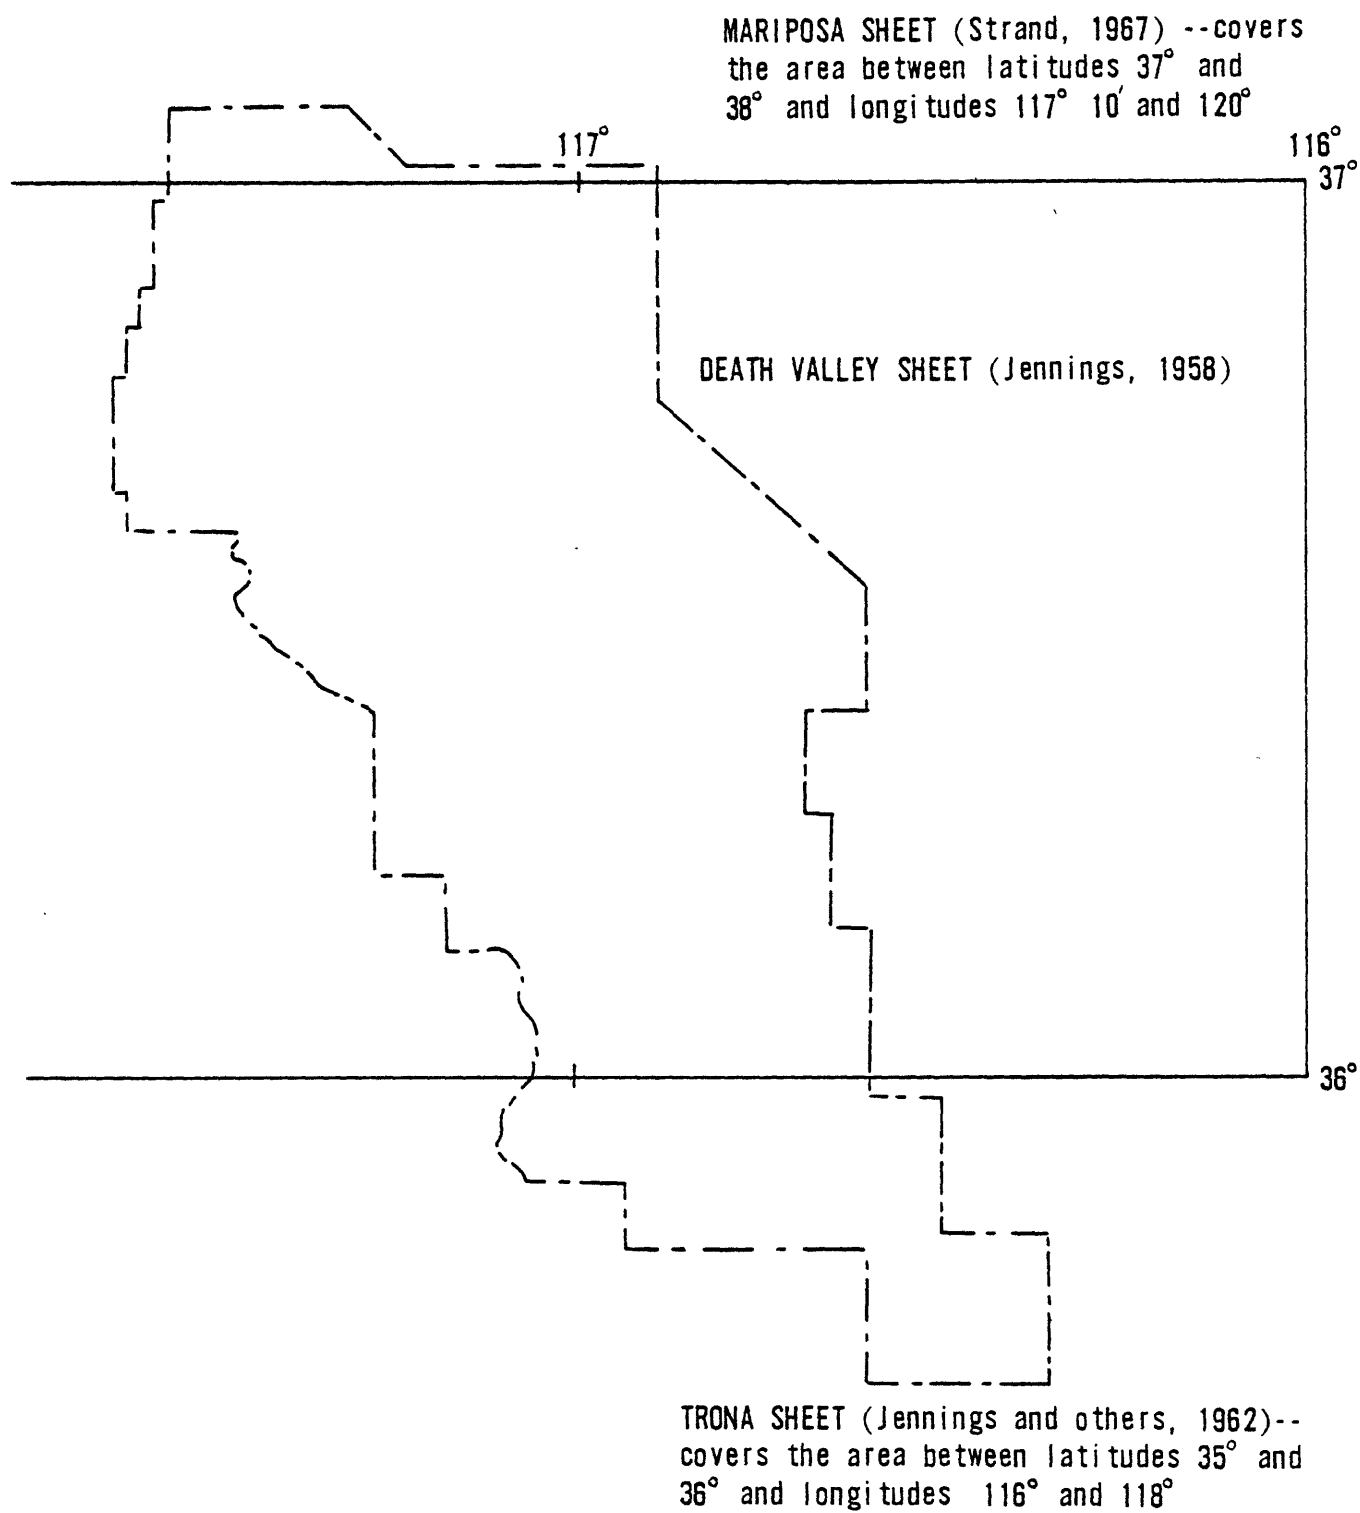 MARIPOSA SHEET (Strand, 1967) --covers
the area between latitudes 37° and
38° and longitudes 117° 10′ and 120°
117°
116°
37°
DEATH VALLEY SHEET (Jennings, 1958)
36°
TRONA SHEET (Jennings and others, 1962)--
covers the area between latitudes 35° and
36° and longitudes 116° and 118°